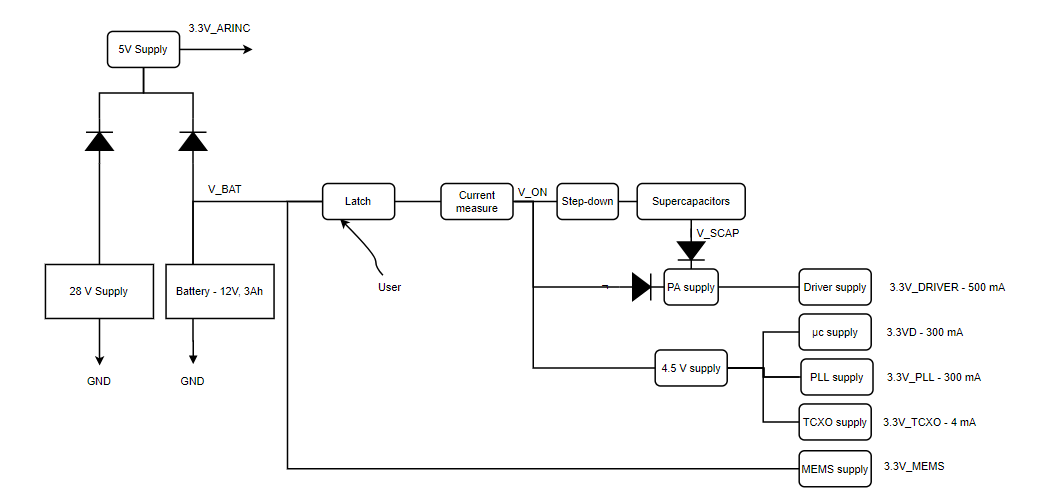 3.3V_ARINC
5V Supply
V_BAT
Latch
Current
measure
V_ON
Step-down
Supercapacitors
V_SCAP
User
28 V Supply
Battery - 12V, 3Ah
PA supply
Driver supply
3.3V_DRIVER - 500 mA
µc supply
3.3VD - 300 mA
4.5 V supply
PLL supply
3.3V_PLL - 300 mA
GND
GND
TCXO supply
3.3V_TCXO - 4 mA
MEMS supply
3.3V_MEMS